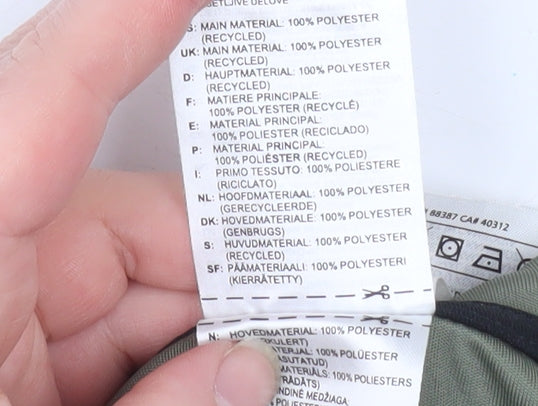 S: MAIN MATERIAL: 100% POLYESTER
(RECYCLED)
UK: MAIN MATERIAL: 100% POLYESTER
(RECYCLED)
D: HAUPTMATERIAL: 100% POLYESTER
(RECYCLED)
F: MATIERE PRINCIPALE:
100% POLYESTER (RECYCLÉ)
E: MATERIAL PRINCIPAL:
100% POLIESTER (RECICLADO)
P: MATERIAL PRINCIPAL:
100% POLIÉSTER (RECYCLED)
I: PRIMO TESSUTO: 100% POLIESTERE
(RICICLATO)
NL: HOOFDMATERIAAL: 100% POLYESTER
(GERECYCLEERDE)
DK: HOVEDMATERIALE: 100% POLYESTER
(GENBRUGS)
S: HUVUDMATERIAL: 100% POLYESTER
(RECYCLED)
SF: PÄÄMATERIAALI: 100% POLYESTERI
(KIERRÄTETTY)
88387 CA# 40312
N: HOVEDMATERIAL: 100% POLYESTER
100% POLÜESTER
100% POLIESTERS
MEDŽIAGA